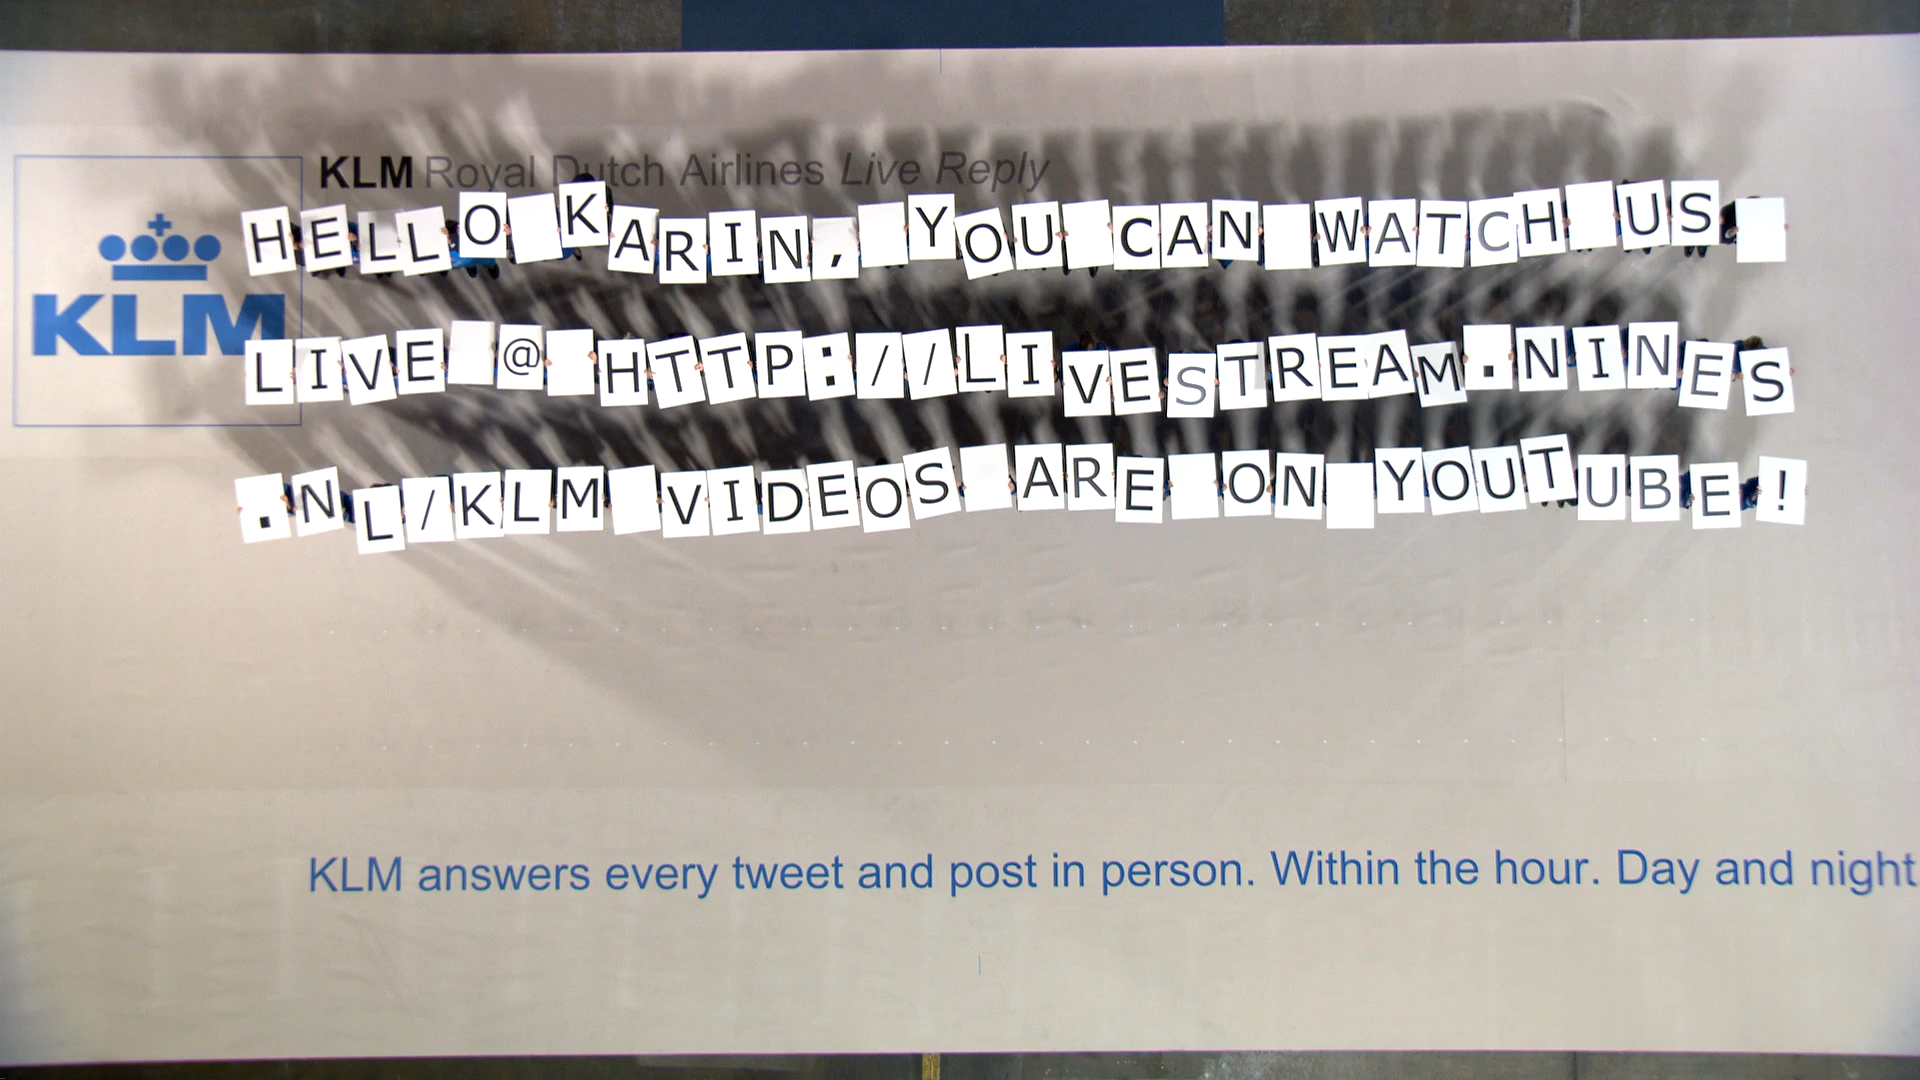 KLM Royal Dutch Airlines Live Reply
KLM
HELLO KARIN, YOU CAN WATCH US
LIVE @ HTTP://LIVESTREAM.NINES
.NL/KLM VIDEOS ARE ON YOUTUBE!
KLM answers every tweet and post in person. Within the hour. Day and night